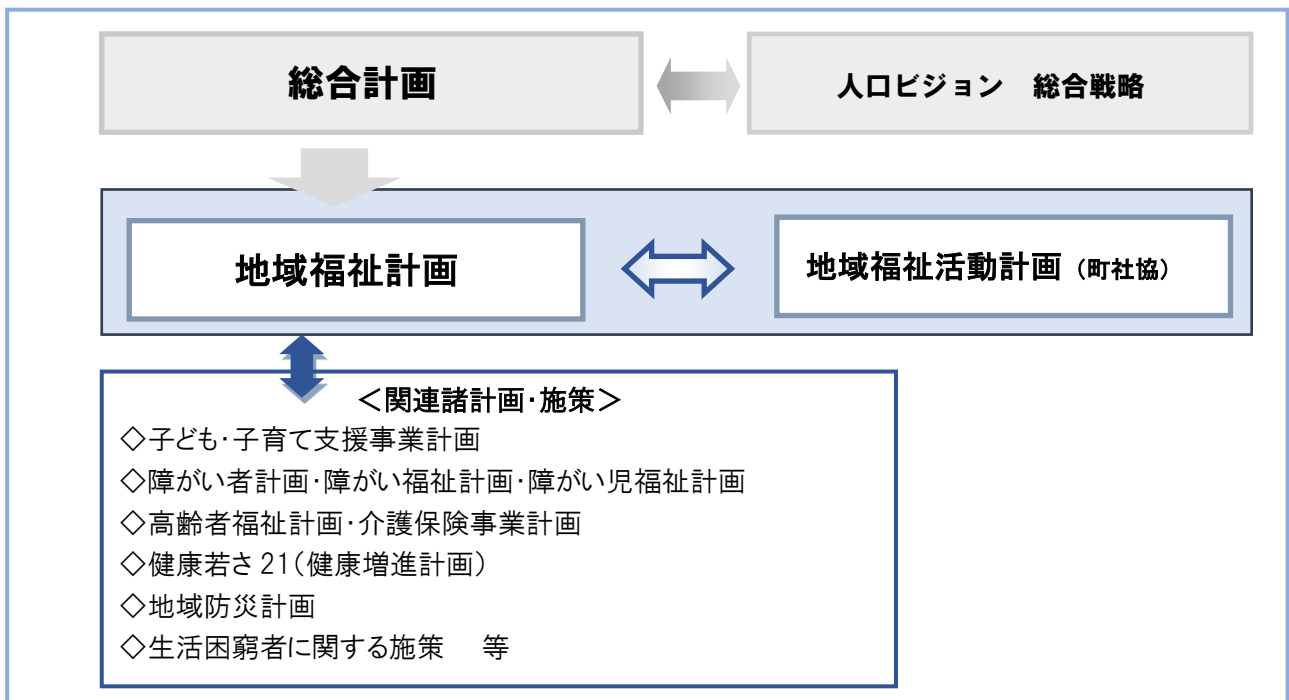 総合計画
人口ビジョン　総合戦略
地域福祉計画
地域福祉活動計画（町社協）
＜関連諸計画・施策＞
◇子ども・子育て支援事業計画
◇障がい者計画・障がい福祉計画・障がい児福祉計画
◇高齢者福祉計画・介護保険事業計画
◇健康若さ21（健康増進計画）
◇地域防災計画
◇生活困窮者に関する施策　等